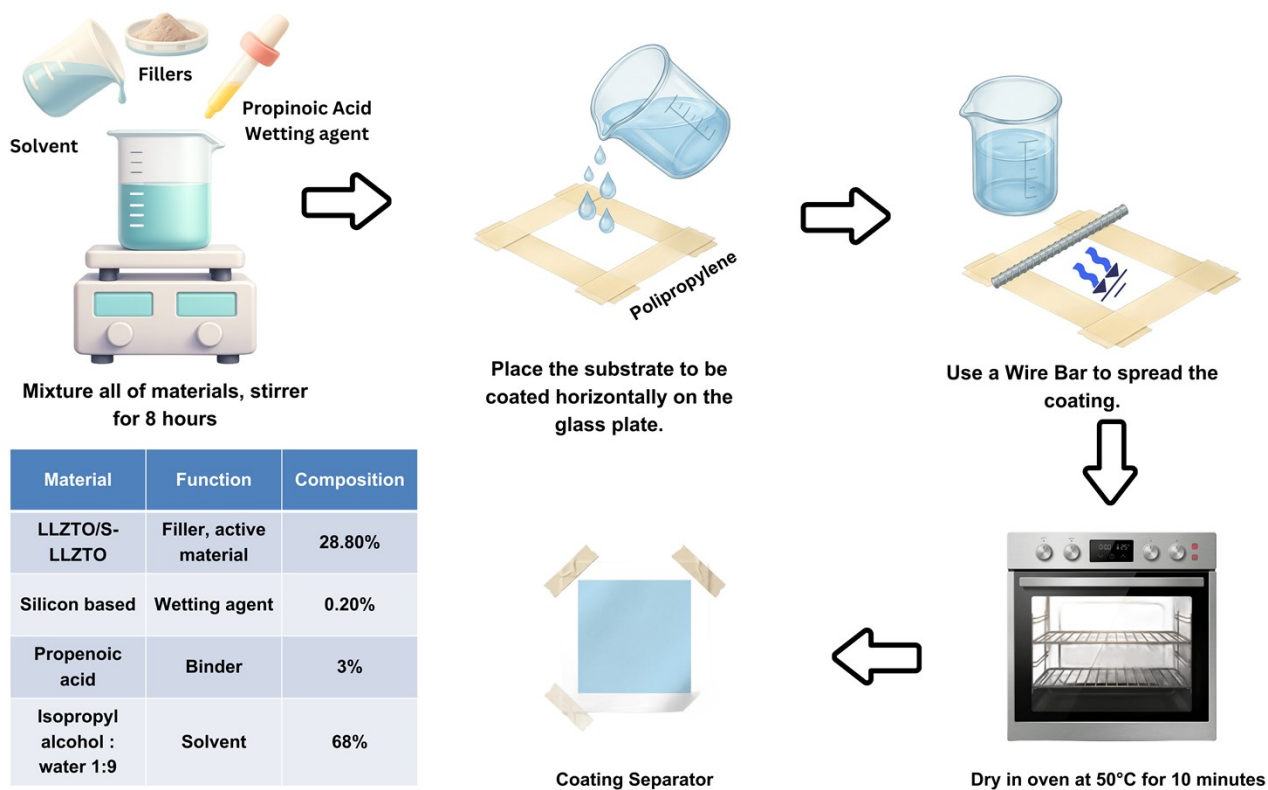 Solvent
Fillers
Propinoic Acid
Wetting agent
Mixture all of materials, stirrer
for 8 hours
Polipropylene
Place the substrate to be
coated horizontally on the
glass plate.
Use a Wire Bar to spread the
coating.
Material Function Composition
LLZTO/S-
LLZTO
Filler, active
material
28.80%
Silicon based Wetting agent 0.20%
Propenoic
acid
Binder
3%
Isopropyl
alcohol :
water 1:9
Solvent
68%
Coating Separator
Dry in oven at 50°C for 10 minutes